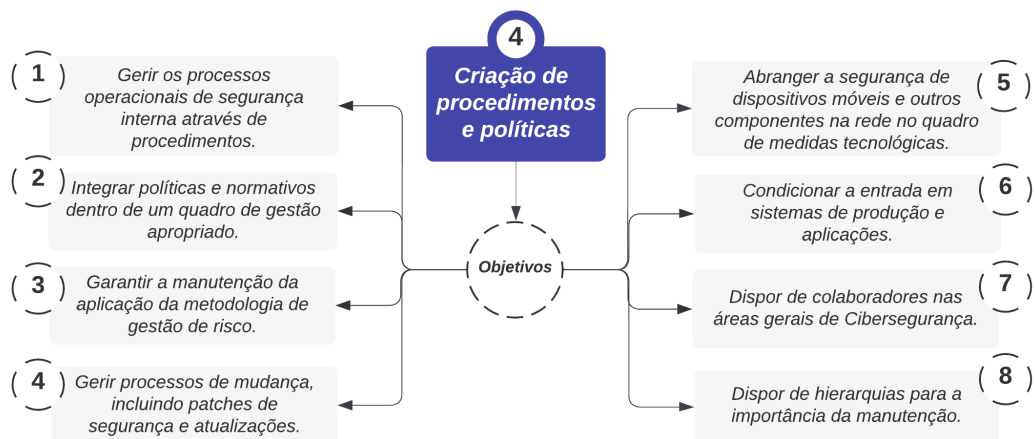 4
Criação de
procedimentos
e políticas
Objetivos
1
Gerir os processos
operacionais de segurança
interna através de
procedimentos.
2
Integrar políticas e normativos
dentro de um quadro de gestão
apropriado.
3
Garantir a manutenção da
aplicação da metodologia de
gestão de risco.
4
Gerir processos de mudança,
incluindo patches de
segurança e atualizações.
5
Abranger a segurança de
dispositivos móveis e outros
componentes na rede no quadro
de medidas tecnológicas.
6
Condicionar a entrada em
sistemas de produção e
aplicações.
7
Dispor de colaboradores nas
áreas gerais de Cibersegurança.
8
Dispor de hierarquias para a
importância da manutenção.